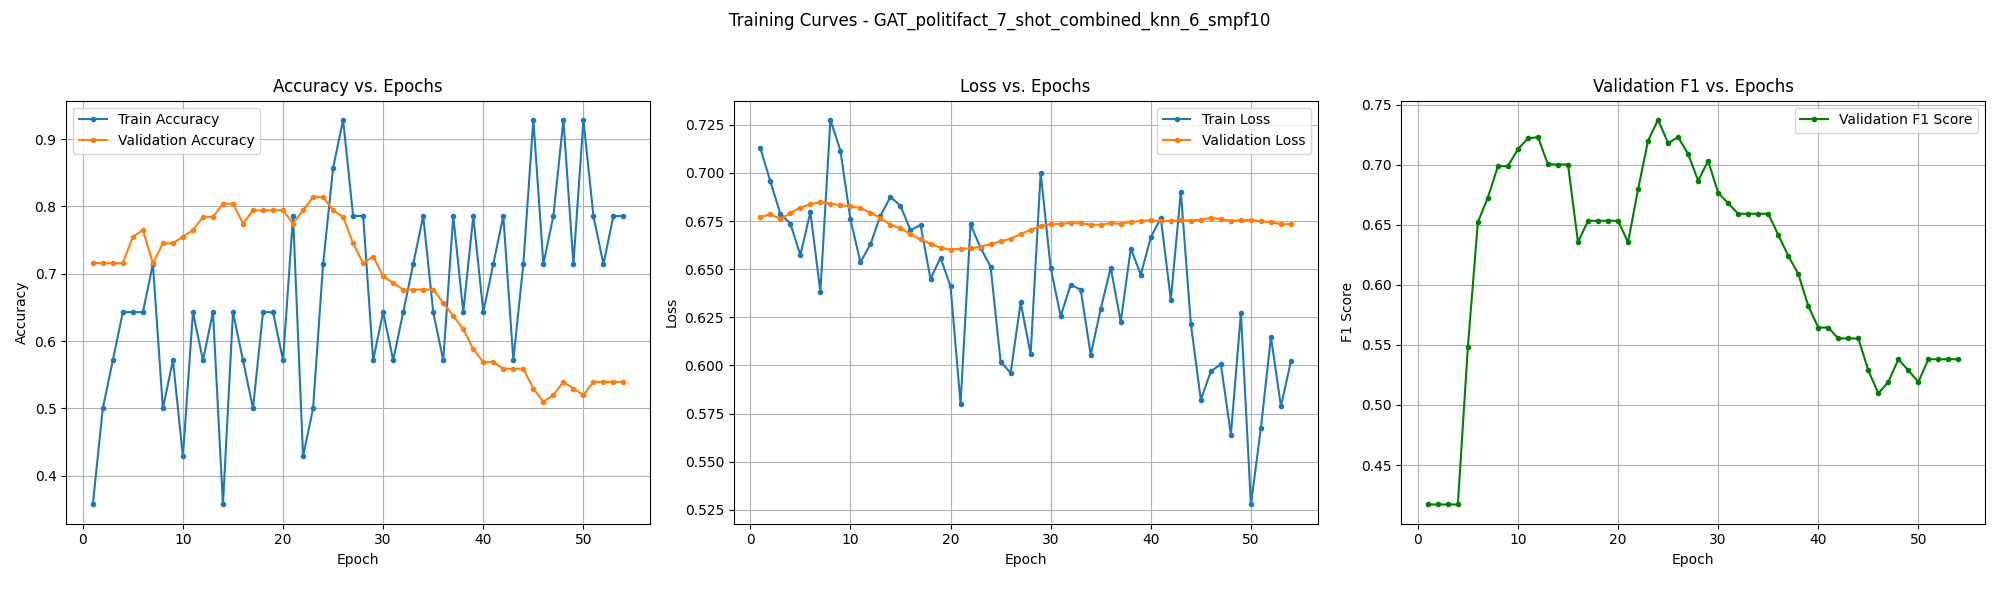 Training Curves - GAT_politifact_7_shot_combined_knn_6_smpf10
Accuracy vs. Epochs
Train Accuracy
Validation Accuracy
Accuracy
0.9
0.8
0.7
0.6
0.5
0.4
0 10 20 30 40 50
Epoch
Loss vs. Epochs
Train Loss
Validation Loss
Loss
0.725
0.700
0.675
0.650
0.625
0.600
0.575
0.550
0.525
0 10 20 30 40 50
Epoch
Validation F1 vs. Epochs
Validation F1 Score
F1 Score
0.75
0.70
0.65
0.60
0.55
0.50
0.45
0 10 20 30 40 50
Epoch